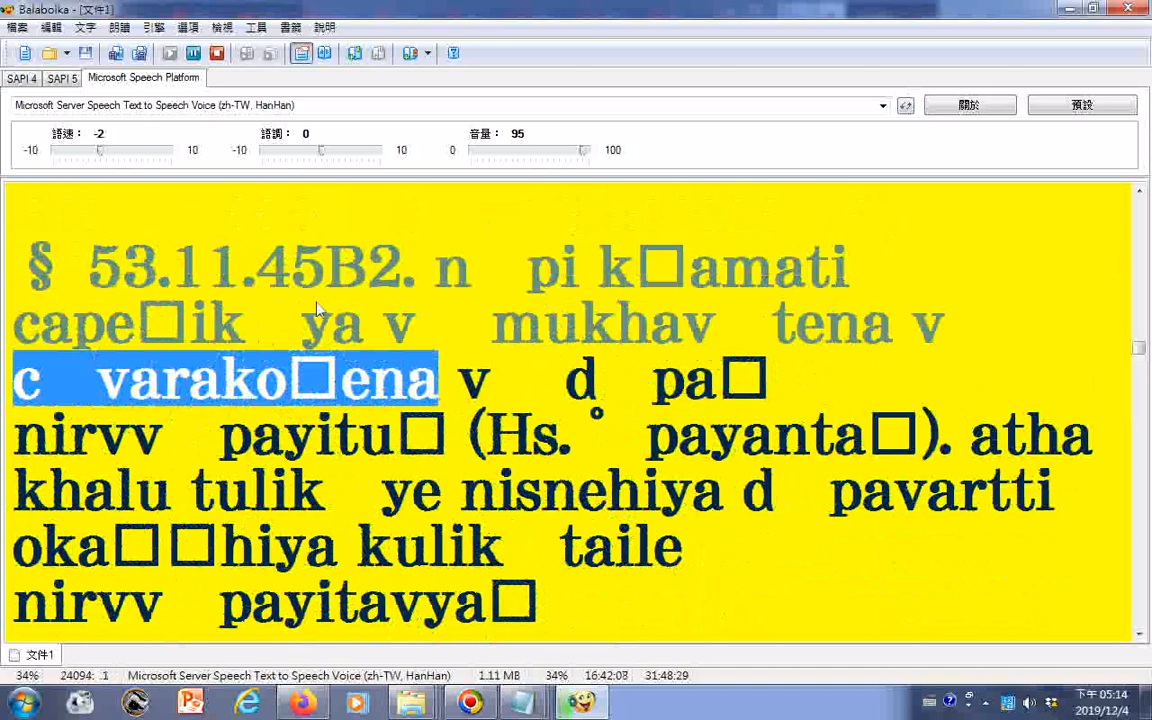 Balabolka - [文件1]
檔案 編輯 文字 朗讀 引擎 選項 檢視 工具 書籤 說明
SAPI 4 SAPI 5 Microsoft Speech Platform
Microsoft Server Speech Text to Speech Voice (zh-TW, HanHan) 關於 預設
語速： -2 語調： 0 音量： 95
-10 10 -10 10 0 100
§ 53.11.45B2. n pi k□amati
cape□ik ya v mukhav tena v
c varako□ena v d pa□
nirvv payitu□ (Hs. ° payanta□). atha
khalu tulik ye nisnehiya d pavartti
oka□□hiya kulik taile
nirvv payitavya□
文件1
34% 24094: .1 Microsoft Server Speech Text to Speech Voice (zh-TW, HanHan) 1.11 MB 34% 16:42:03 31:48:29
下午 05:14
2019/12/4